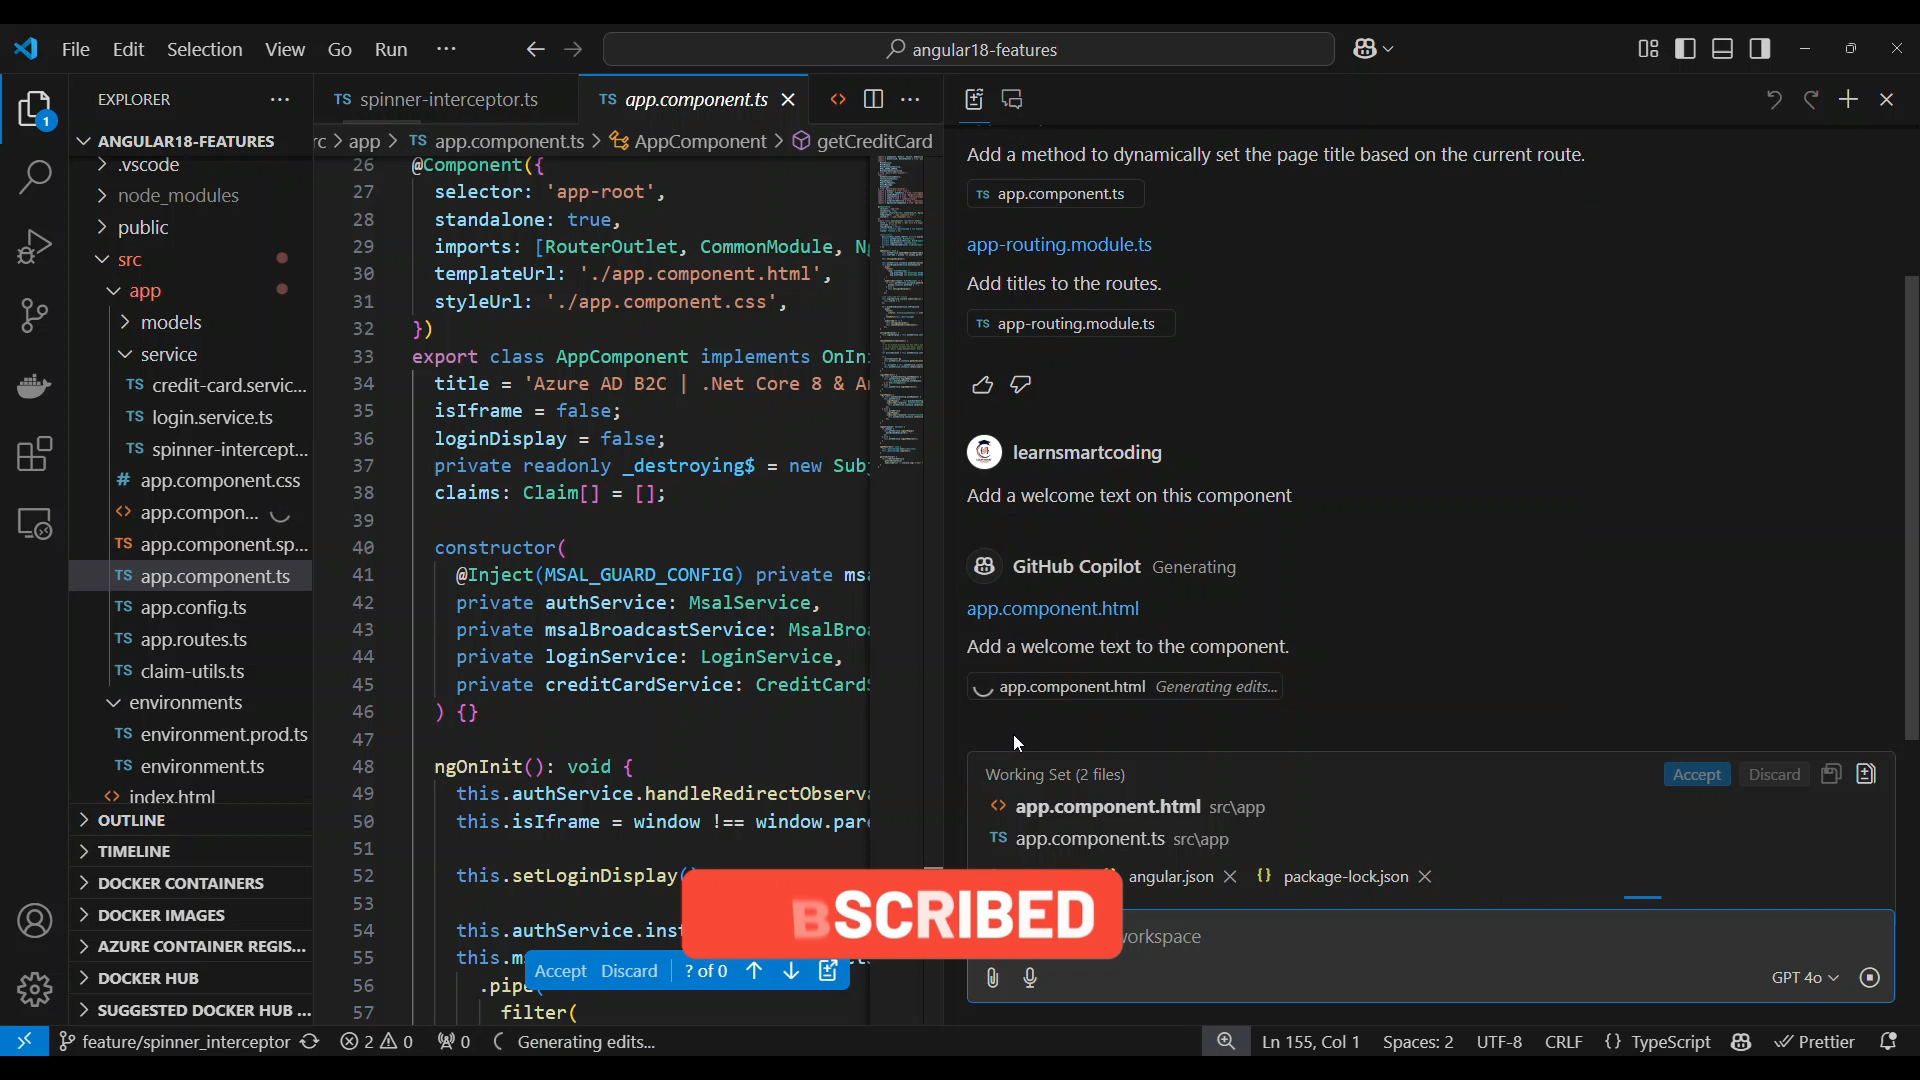 File Edit Selection View Go Run ···
angular18-features
EXPLORER ···
ANGULAR18-FEATURES
.vscode
node_modules
public
src
app
models
service
TS credit-card.servic...
TS login.service.ts
TS spinner-intercept...
# app.component.css
<> app.compon...
TS app.component.sp...
TS app.component.ts
TS app.config.ts
TS app.routes.ts
TS claim-utils.ts
environments
TS environment.prod.ts
TS environment.ts
<> index.html
OUTLINE
TIMELINE
DOCKER CONTAINERS
DOCKER IMAGES
AZURE CONTAINER REGIS...
DOCKER HUB
SUGGESTED DOCKER HUB ...
1
TS spinner-interceptor.ts
TS app.component.ts
rc > app > TS app.component.ts > AppComponent > getCreditCard
26 @Component({
27 selector: 'app-root',
28 standalone: true,
29 imports: [RouterOutlet, CommonModule, N
30 templateUrl: './app.component.html',
31 styleUrl: './app.component.css',
32 })
33 export class AppComponent implements OnIn
34 title = 'Azure AD B2C | .Net Core 8 & A
35 isIframe = false;
36 loginDisplay = false;
37 private readonly _destroying$ = new Sub
38 claims: Claim[] = [];
39
40 constructor(
41 @Inject(MSAL_GUARD_CONFIG) private msa
42 private authService: MsalService,
43 private msalBroadcastService: MsalBroa
44 private loginService: LoginService,
45 private creditCardService: CreditCardS
46 ) {}
47
48 ngOnInit(): void {
49 this.authService.handleRedirectObserva
50 this.isIframe = window !== window.pare
51
52 this.setLoginDisplay(
53
54 this.authService.inst
55 this.m
56 .pipe(
57 filter(
Accept Discard ? of 0
BSCRIBED
Add a method to dynamically set the page title based on the current route.
TS app.component.ts
app-routing.module.ts
Add titles to the routes.
TS app-routing.module.ts
learnsmartcoding
Add a welcome text on this component
GitHub Copilot Generating
app.component.html
Add a welcome text to the component.
app.component.html Generating edits...
Working Set (2 files)
Accept Discard
<> app.component.html src\app
TS app.component.ts src\app
angular.json
{} package-lock.json
workspace
GPT 4o
feature/spinner_interceptor 2 0 0 Generating edits...
Ln 155, Col 1 Spaces: 2 UTF-8 CRLF {} TypeScript Prettier